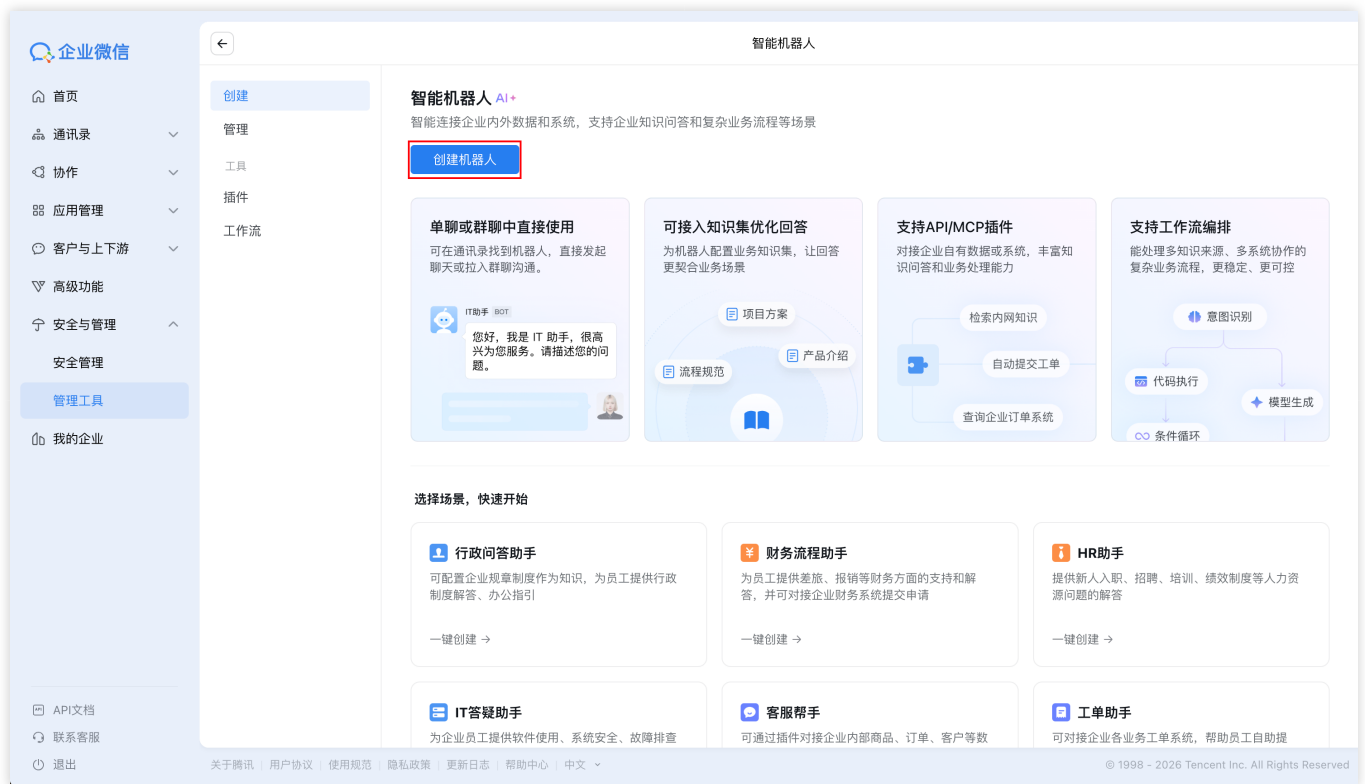 企业微信
首页
通讯录
协作
应用管理
客户与上下游
高级功能
安全与管理
安全管理
管理工具
我的企业
API文档
联系客服
退出
智能机器人
创建
管理
工具
插件
工作流
智能机器人 AI+
智能连接企业内外数据和系统，支持企业知识问答和复杂业务流程等场景
创建机器人
单聊或群聊中直接使用
可在通讯录找到机器人，直接发起
聊天或拉入群聊沟通。
IT助手 BOT
您好，我是 IT 助手，很高
兴为您服务。请描述您的问
题。
可接入知识集优化回答
为机器人配置业务知识集，让回答
更契合业务场景
项目方案
产品介绍
流程规范
支持API/MCP插件
对接企业自有数据或系统，丰富知
识问答和业务处理能力
检索内网知识
自动提交工单
查询企业订单系统
支持工作流编排
能处理多知识来源、多系统协作的
复杂业务流程，更稳定、更可控
意图识别
代码执行
模型生成
条件循环
选择场景，快速开始
行政问答助手
可配置企业规章制度作为知识，为员工提供行政
制度解答、办公指引
一键创建 →
¥ 财务流程助手
为员工提供差旅、报销等财务方面的支持和解
答，并可对接企业财务系统提交申请
一键创建 →
HR助手
提供新人入职、招聘、培训、绩效制度等人力资
源问题的解答
一键创建 →
IT答疑助手
为企业员工提供软件使用、系统安全、故障排查
客服帮手
可通过插件对接企业内部商品、订单、客户等数
工单助手
可对接企业各业务工单系统，帮助员工自助提
关于腾讯 | 用户协议 | 使用规范 | 隐私政策 | 更新日志 | 帮助中心 | 中文
© 1998 - 2026 Tencent Inc. All Rights Reserved